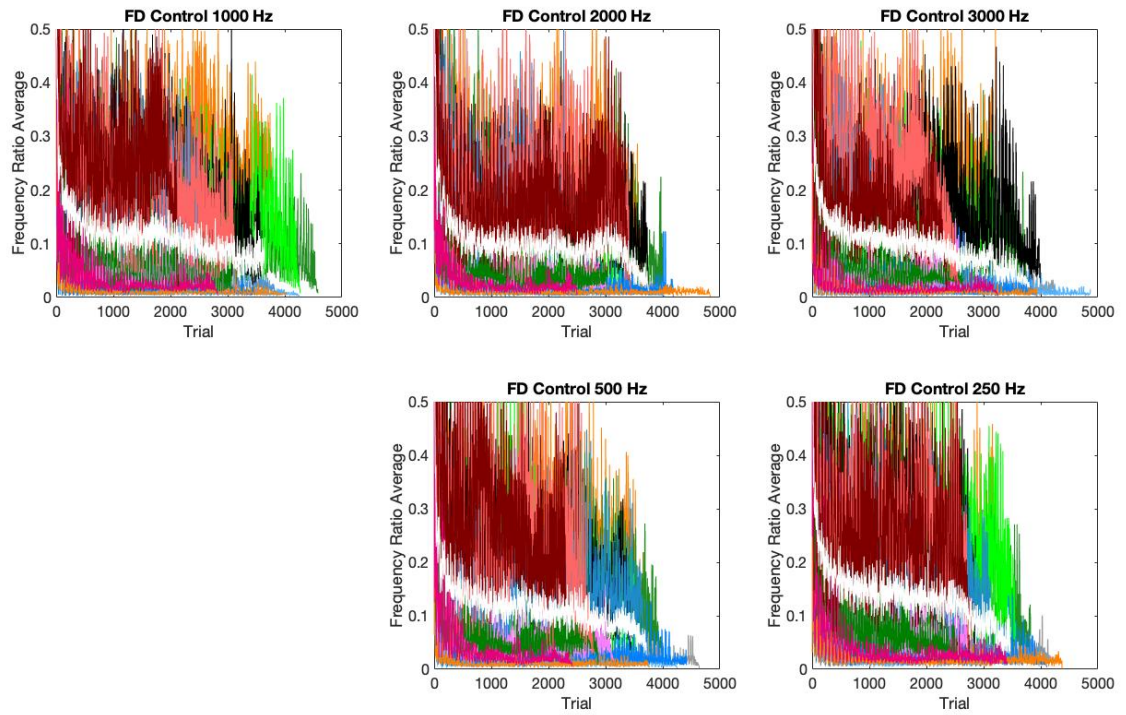 FD Control 1000 Hz
Frequency Ratio Average
0.5
0.4
0.3
0.2
0.1
0
0 1000 2000 3000 4000 5000
Trial
FD Control 2000 Hz
Frequency Ratio Average
0.5
0.4
0.3
0.2
0.1
0
0 1000 2000 3000 4000 5000
Trial
FD Control 3000 Hz
Frequency Ratio Average
0.5
0.4
0.3
0.2
0.1
0
0 1000 2000 3000 4000 5000
Trial
FD Control 500 Hz
Frequency Ratio Average
0.5
0.4
0.3
0.2
0.1
0
0 1000 2000 3000 4000 5000
Trial
FD Control 250 Hz
Frequency Ratio Average
0.5
0.4
0.3
0.2
0.1
0
0 1000 2000 3000 4000 5000
Trial